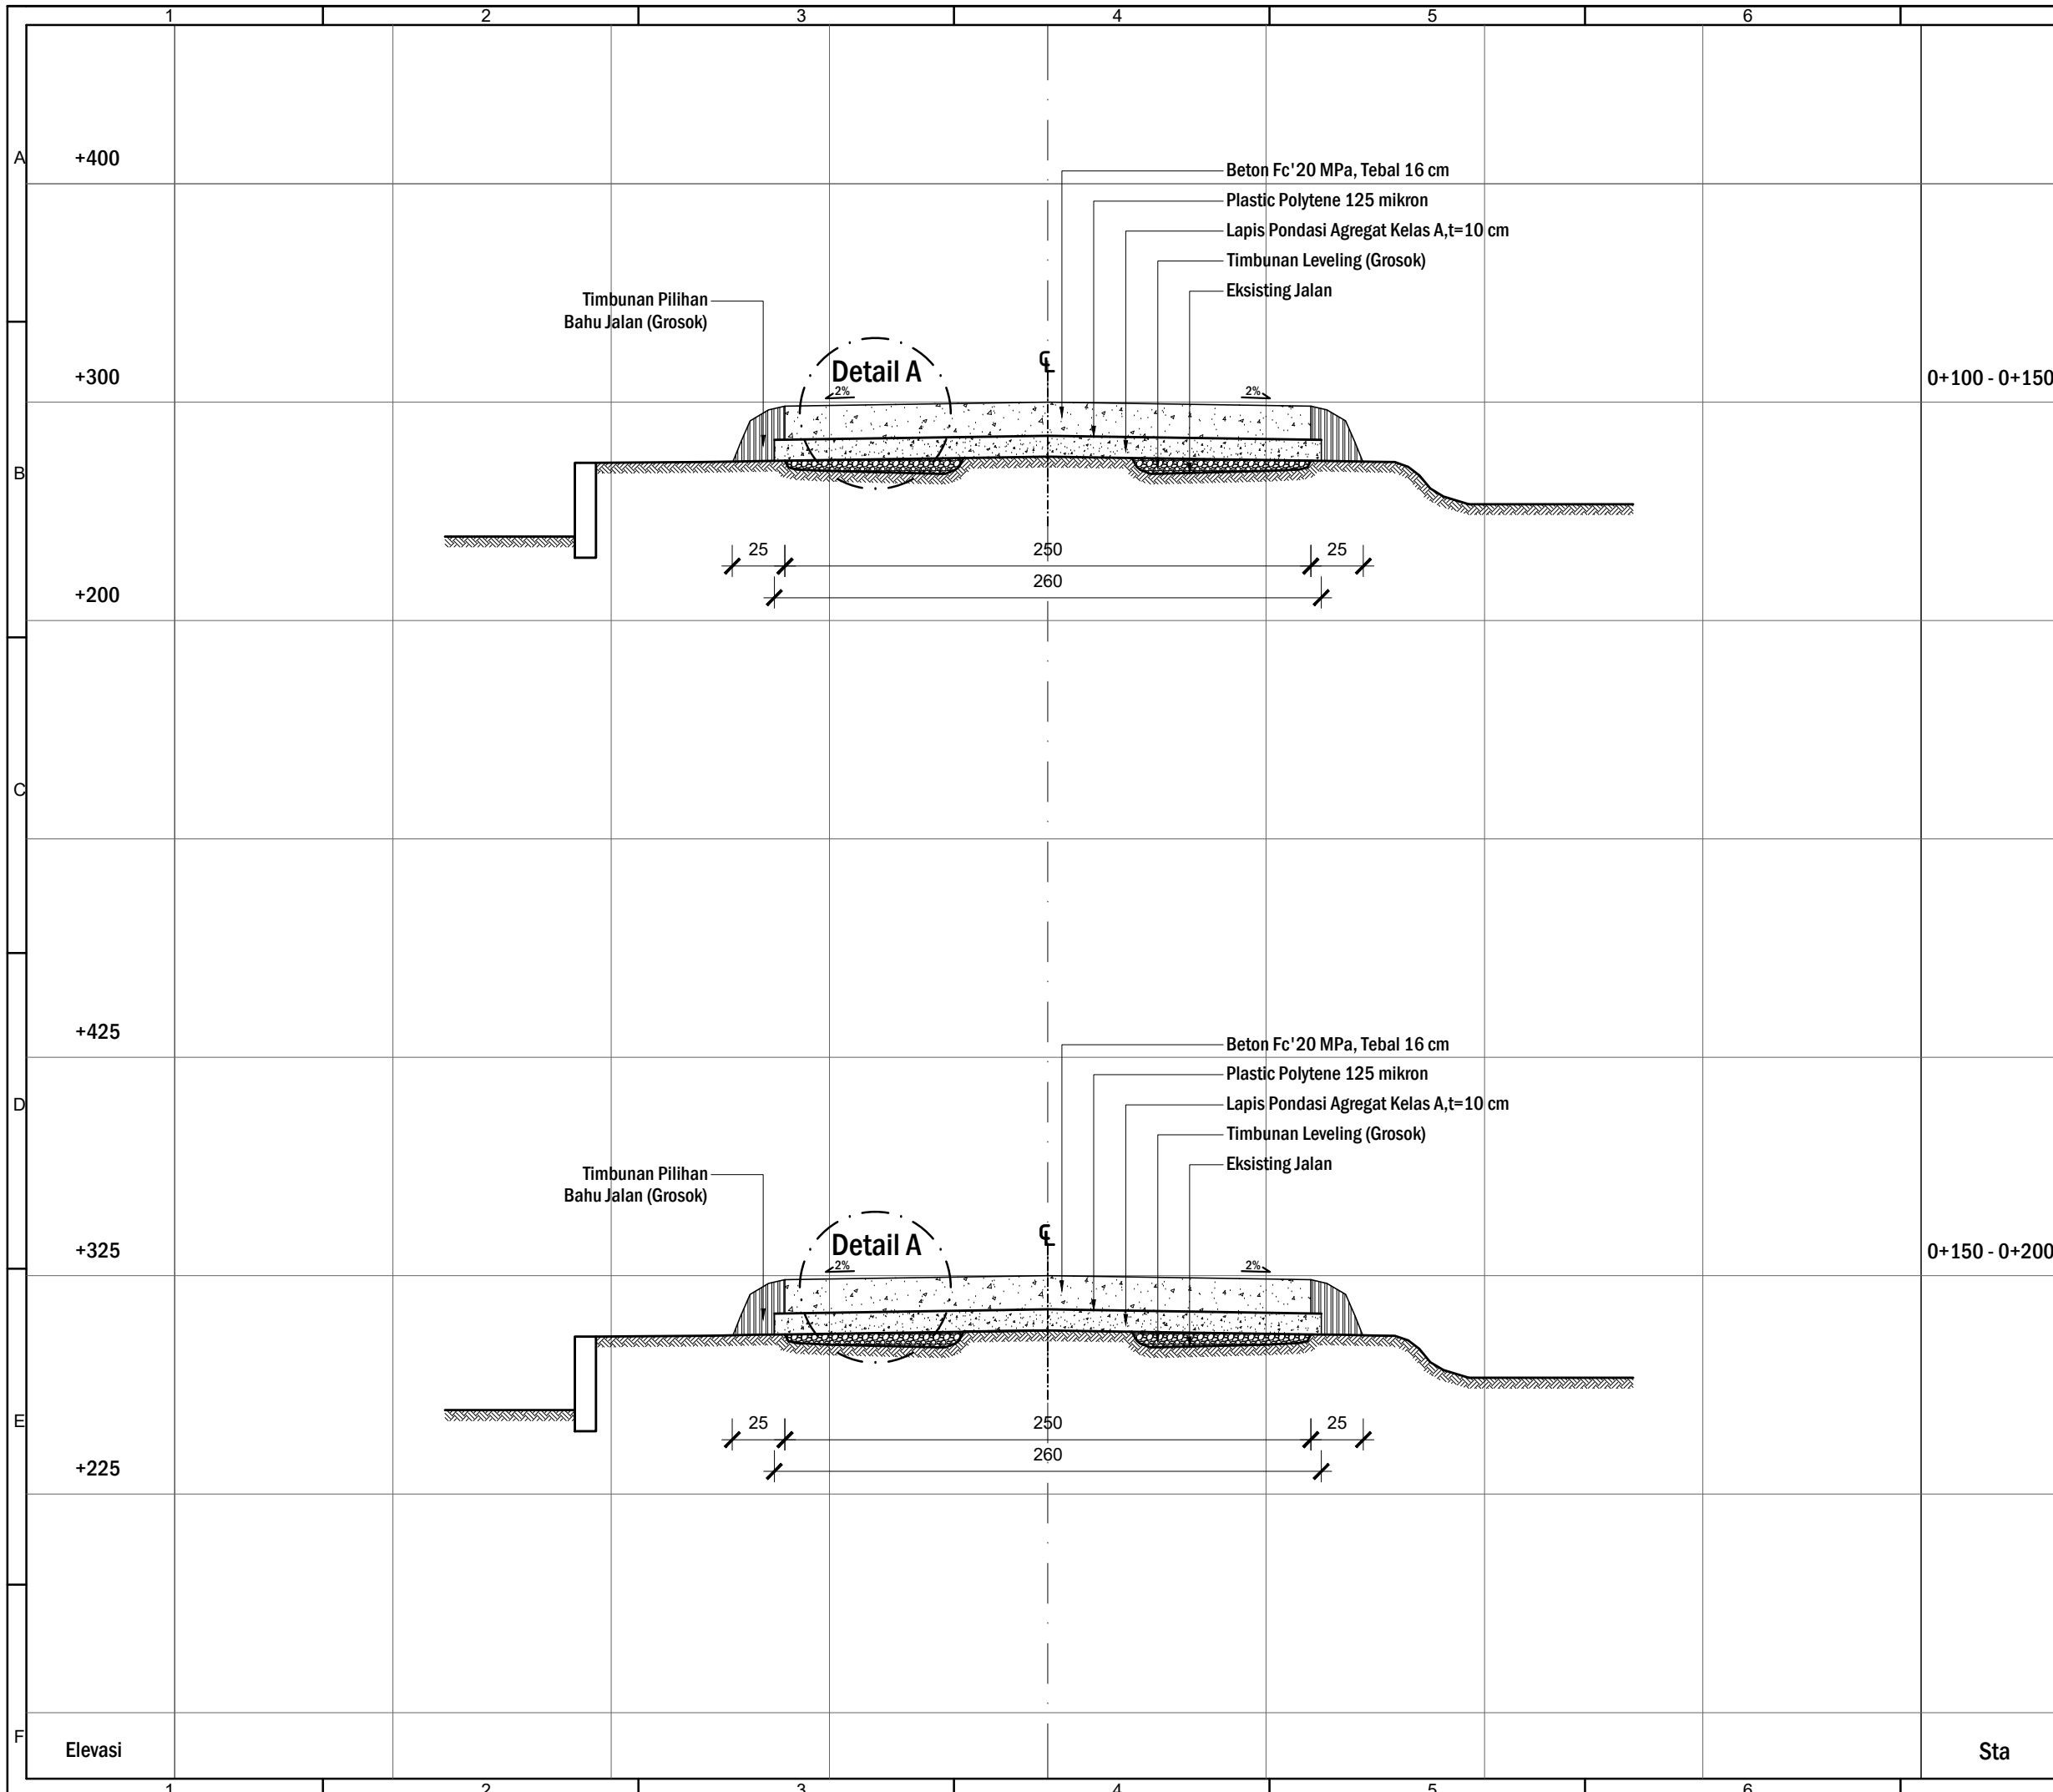 1 2 3 4 5 6
A
+400
Beton Fc'20 MPa, Tebal 16 cm
Plastic Polytene 125 mikron
Lapis Pondasi Agregat Kelas A,t=10 cm
Timbunan Leveling (Grosok)
Eksisting Jalan
Timbunan Pilihan
Bahu Jalan (Grosok)
+300
Detail A
2%
CL
2%
0+100 - 0+150
B
25 250 25
260
+200
C
+425
Beton Fc'20 MPa, Tebal 16 cm
Plastic Polytene 125 mikron
D
Lapis Pondasi Agregat Kelas A,t=10 cm
Timbunan Leveling (Grosok)
Eksisting Jalan
Timbunan Pilihan
Bahu Jalan (Grosok)
+325
Detail A
2%
CL
2%
0+150 - 0+200
E
25 250 25
260
+225
F
Elevasi
Sta
1 2 3 4 5 6